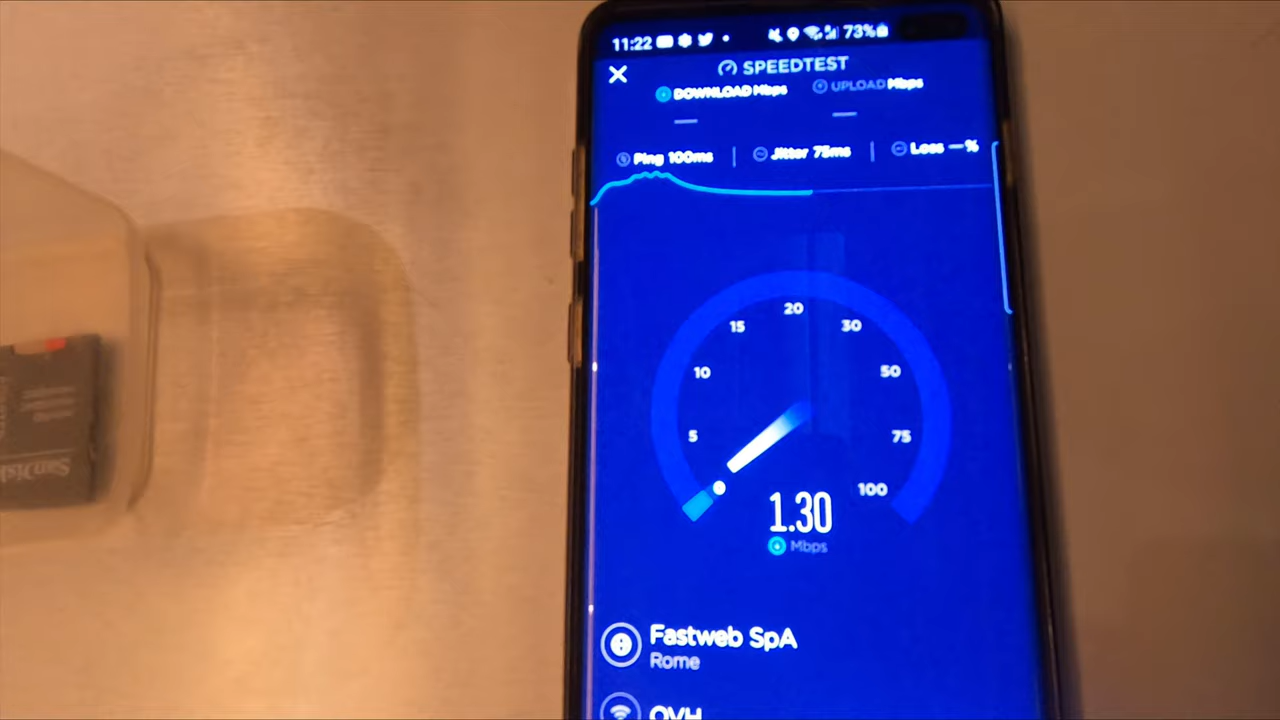 11:22 73%
SPEEDTEST
DOWNLOAD Mbps UPLOAD Mbps
— —
Ping 100ms | Jitter 75ms | Loss —%
20
15 30
10 50
5 75
100
1.30
Mbps
Fastweb SpA
Rome
OVH
SanDisk